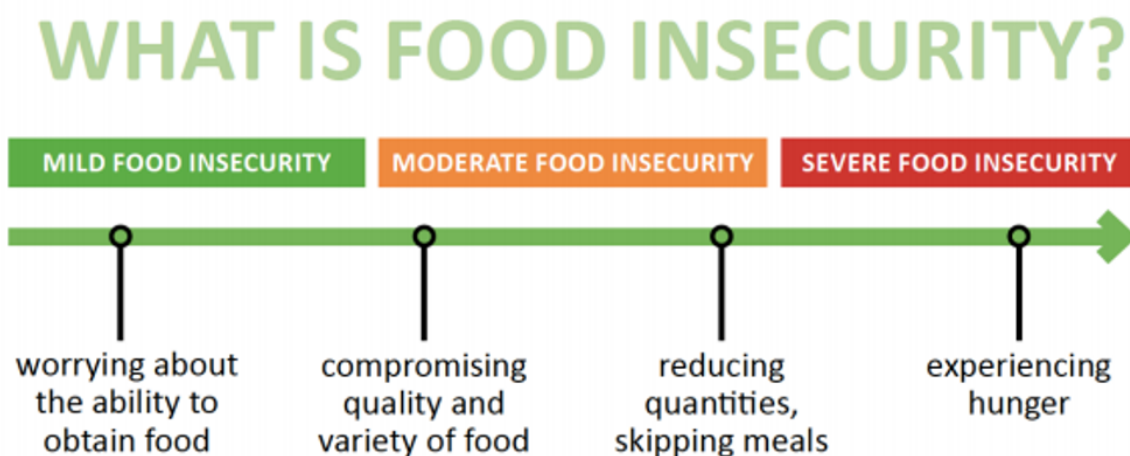 WHAT IS FOOD INSECURITY?
MILD FOOD INSECURITY
MODERATE FOOD INSECURITY
SEVERE FOOD INSECURITY
worrying about
the ability to
obtain food
compromising
quality and
variety of food
reducing
quantities,
skipping meals
experiencing
hunger